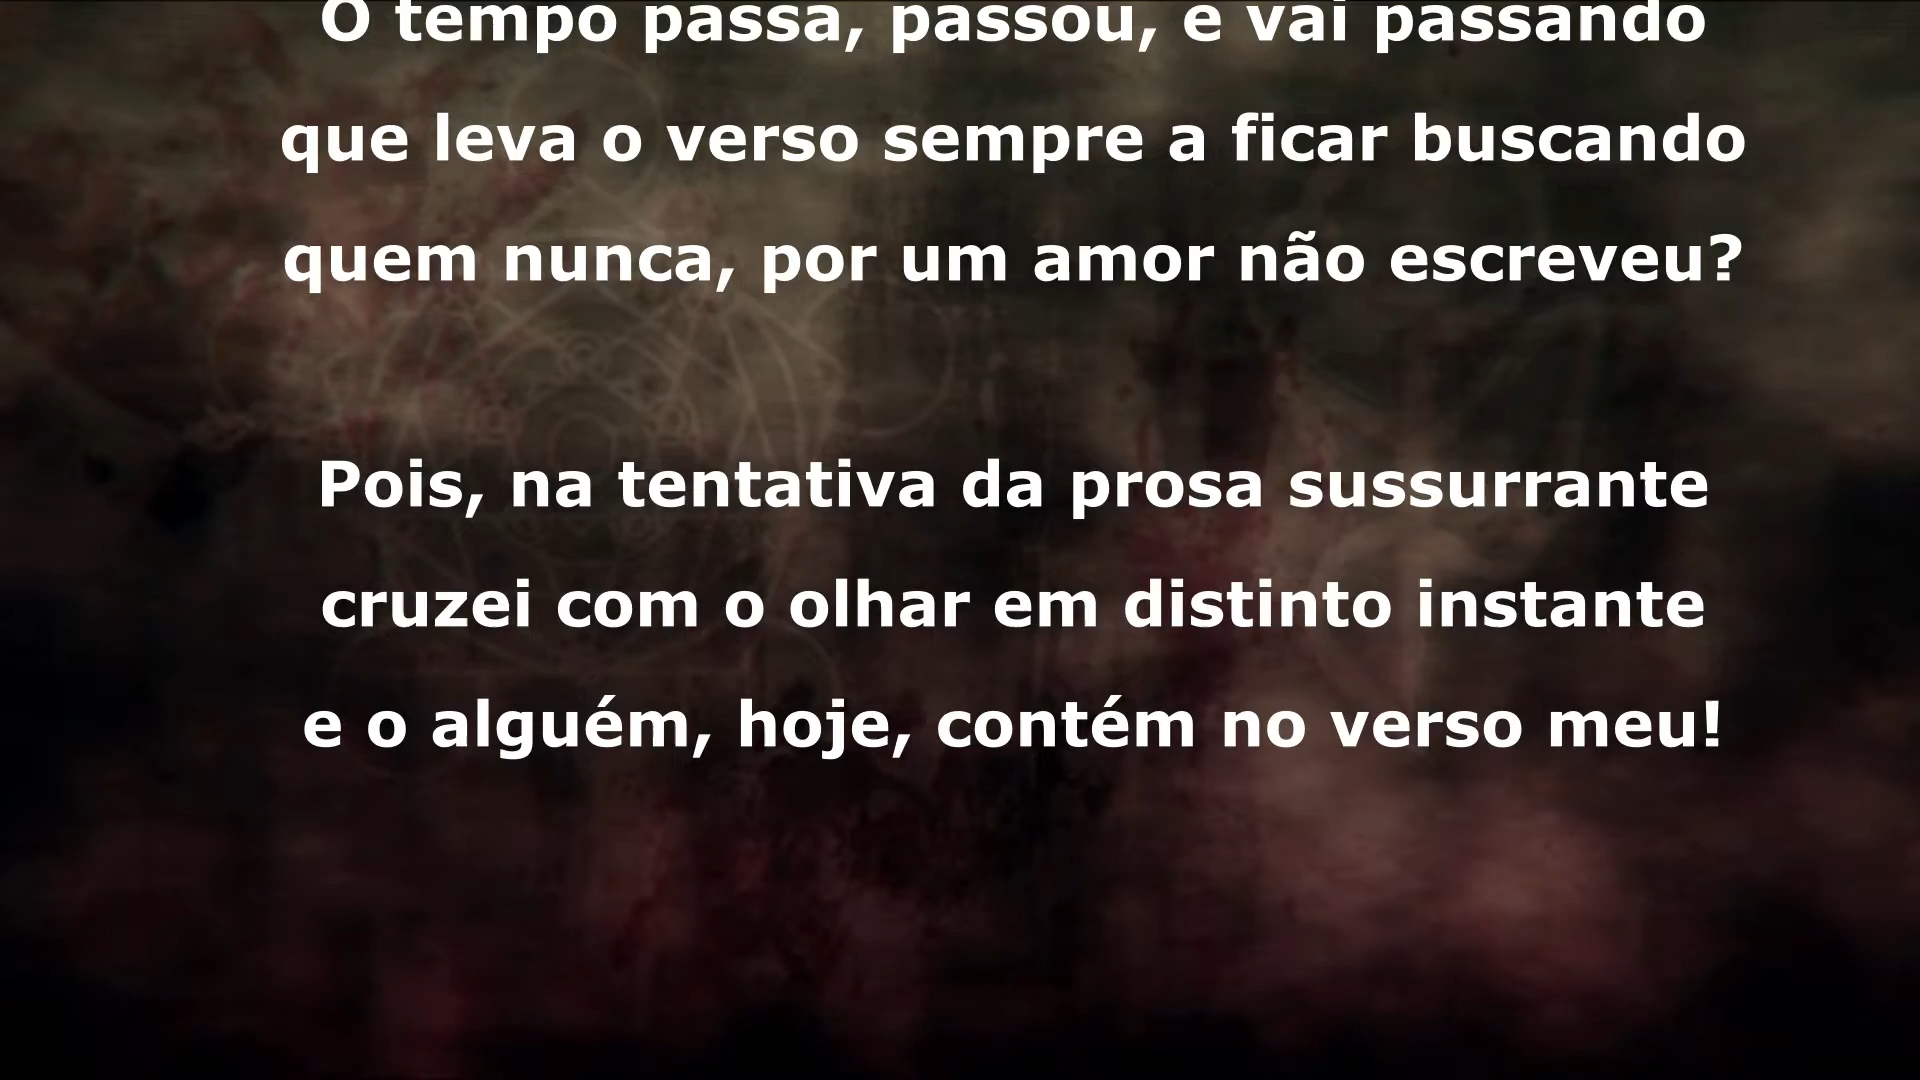 O tempo passa, passou, e vai passando
que leva o verso sempre a ficar buscando
quem nunca, por um amor não escreveu?
Pois, na tentativa da prosa sussurrante
cruzei com o olhar em distinto instante
e o alguém, hoje, contém no verso meu!